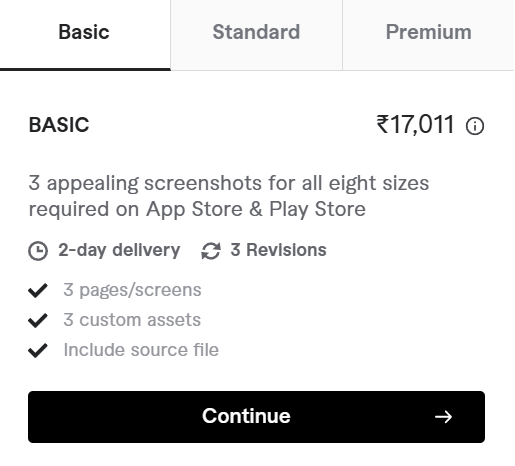 Basic
Standard
Premium
BASIC
₹17,011
3 appealing screenshots for all eight sizes
required on App Store & Play Store
2-day delivery
3 Revisions
3 pages/screens
3 custom assets
Include source file
Continue